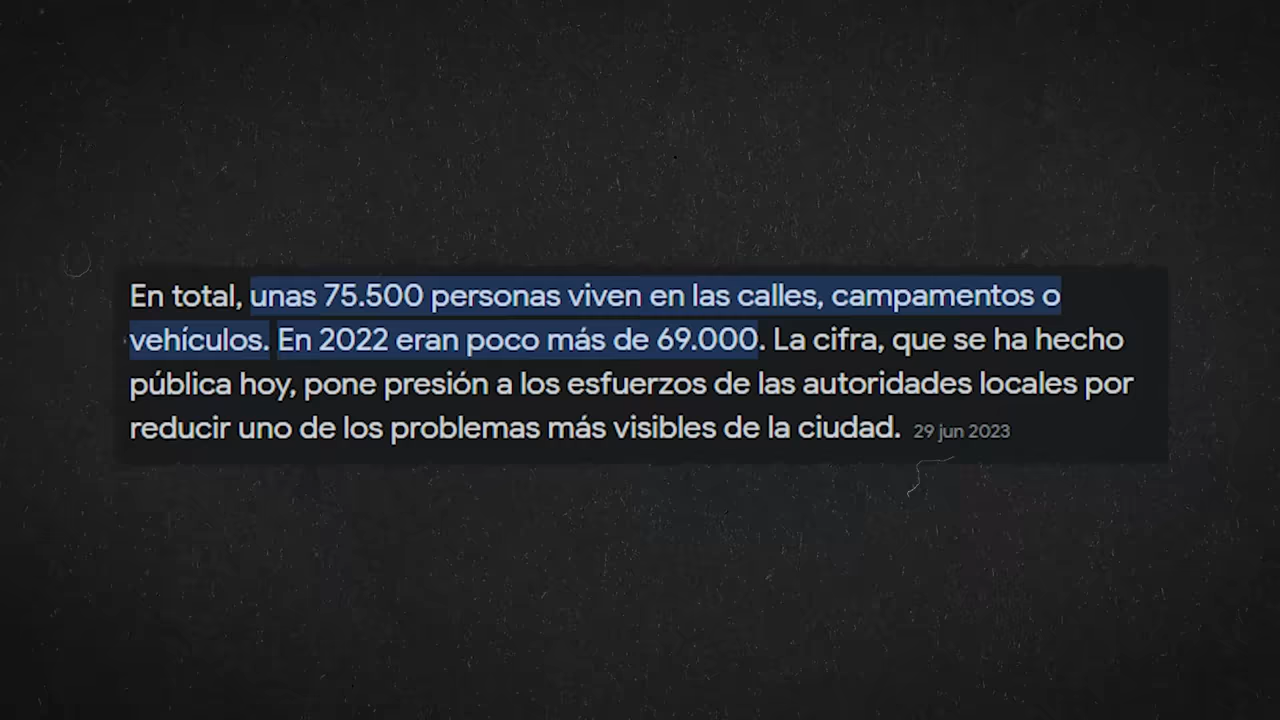 En total, unas 75.500 personas viven en las calles, campamentos o
vehículos. En 2022 eran poco más de 69.000. La cifra, que se ha hecho
pública hoy, pone presión a los esfuerzos de las autoridades locales por
reducir uno de los problemas más visibles de la ciudad. 29 jun 2023